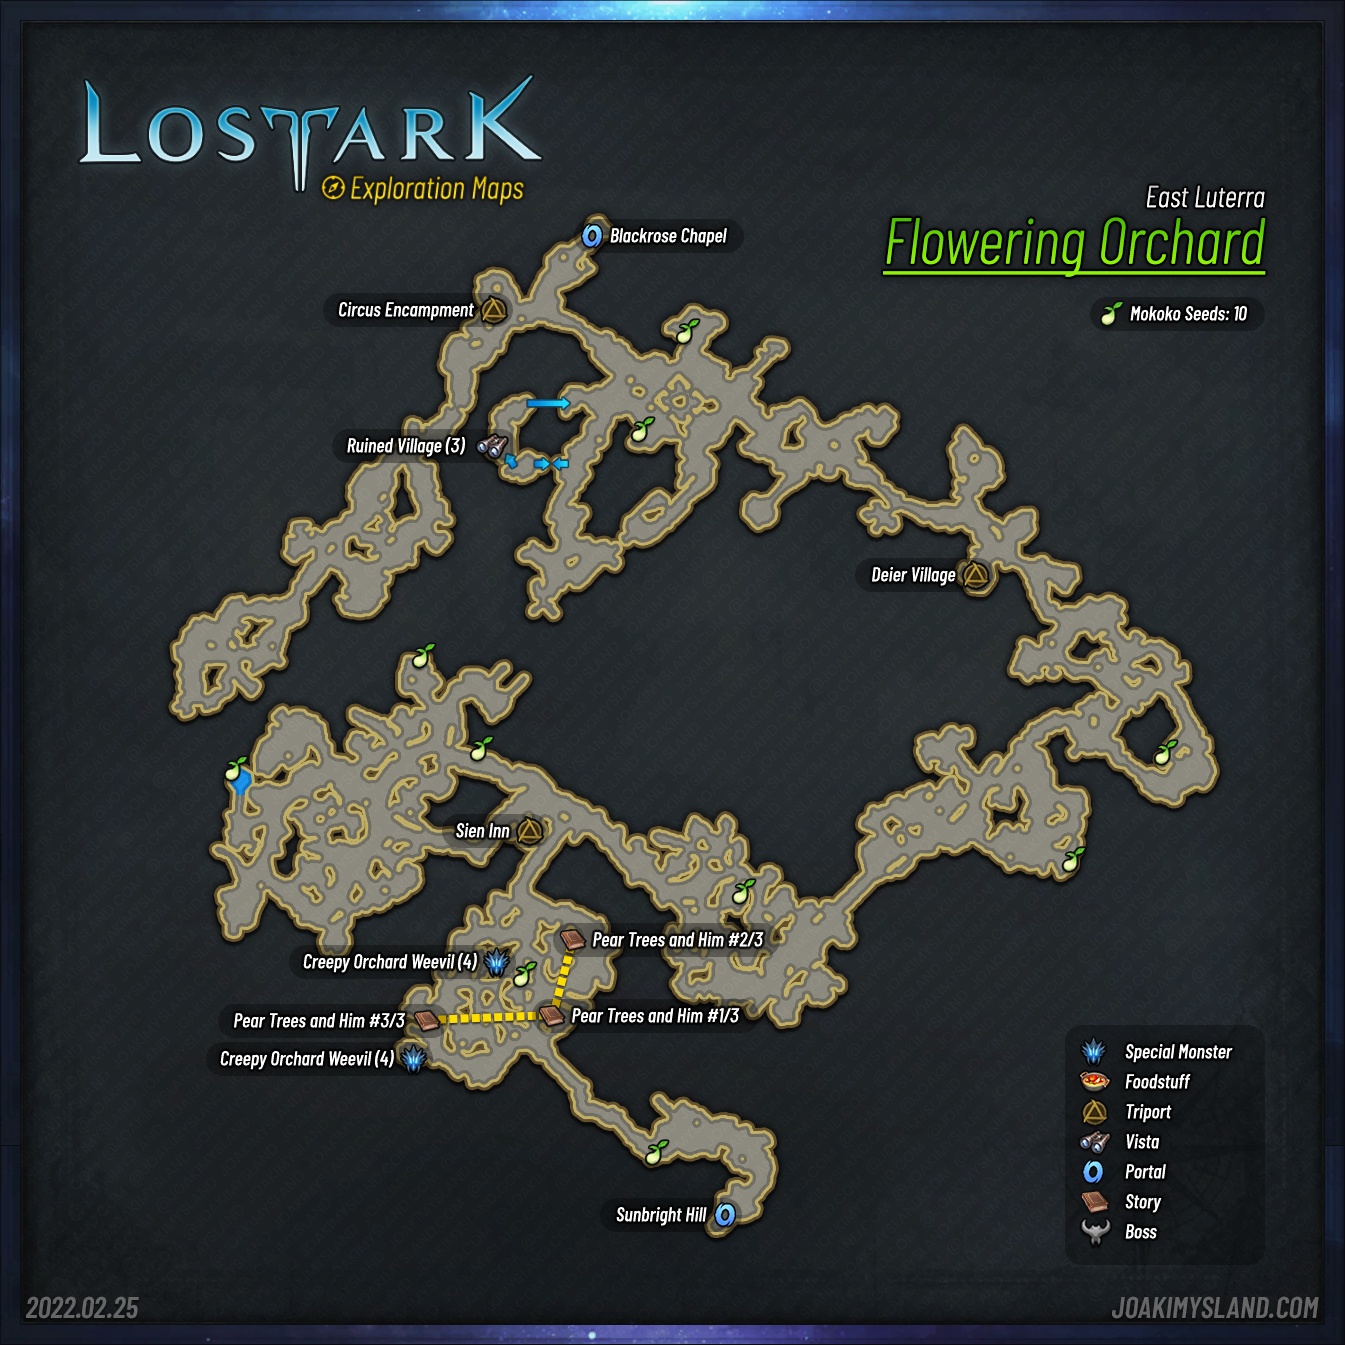 LOSTARK
Exploration Maps
East Luterra
Flowering Orchard
Mokoko Seeds: 10
Blackrose Chapel
Circus Encampment
Ruined Village (3)
Deier Village
Sien Inn
Pear Trees and Him #2/3
Creepy Orchard Weevil (4)
Pear Trees and Him #3/3
Pear Trees and Him #1/3
Creepy Orchard Weevil (4)
Sunbright Hill
Special Monster
Foodstuff
Triport
Vista
Portal
Story
Boss
2022.02.25
JOAKIMYSLAND.COM